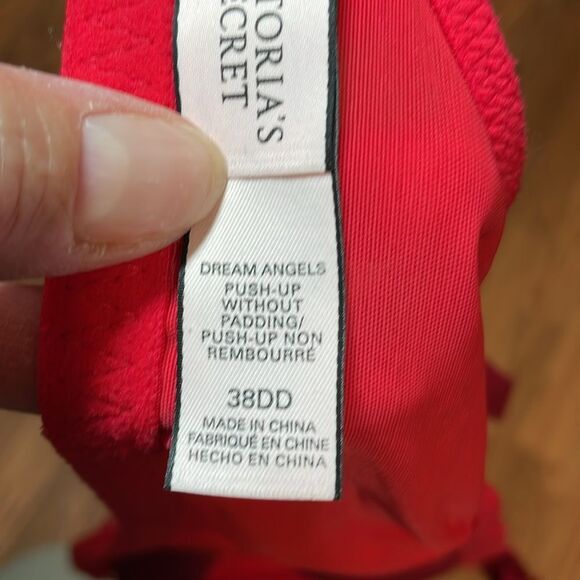 TORIA'S
ECRET
DREAM ANGELS
PUSH-UP
WITHOUT
PADDING/
PUSH-UP NON
REMBOURRÉ
38DD
MADE IN CHINA
FABRIQUÉ EN CHINE
HECHO EN CHINA